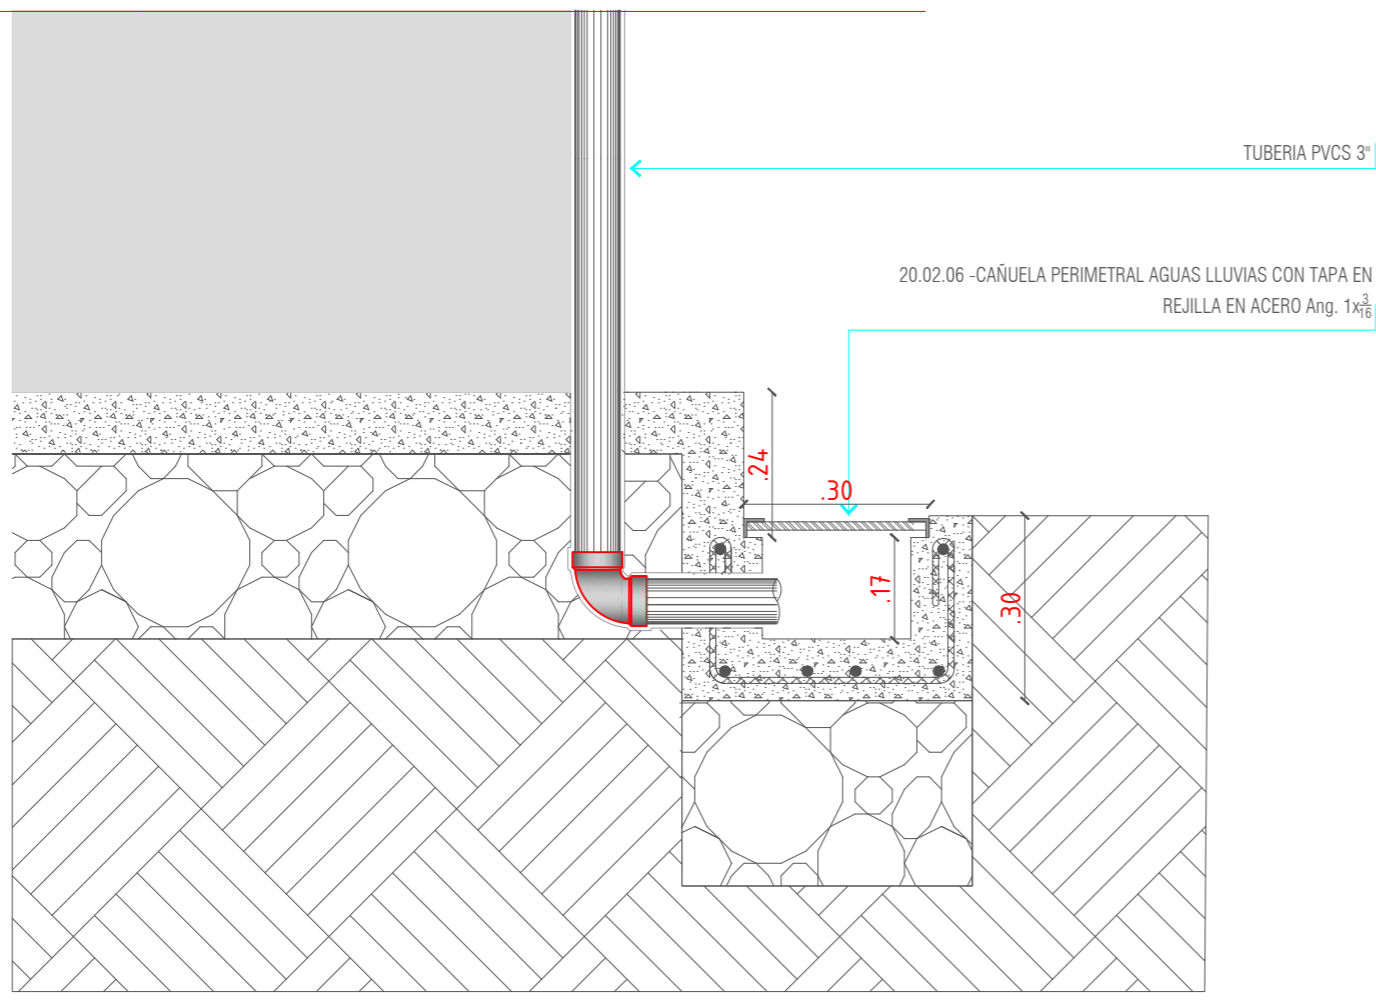 TUBERIA PVCS 3"
20.02.06 -CAÑUELA PERIMETRAL AGUAS LLUVIAS CON TAPA EN
REJILLA EN ACERO Ang. 1x3/16
.24
.30
.17
.30